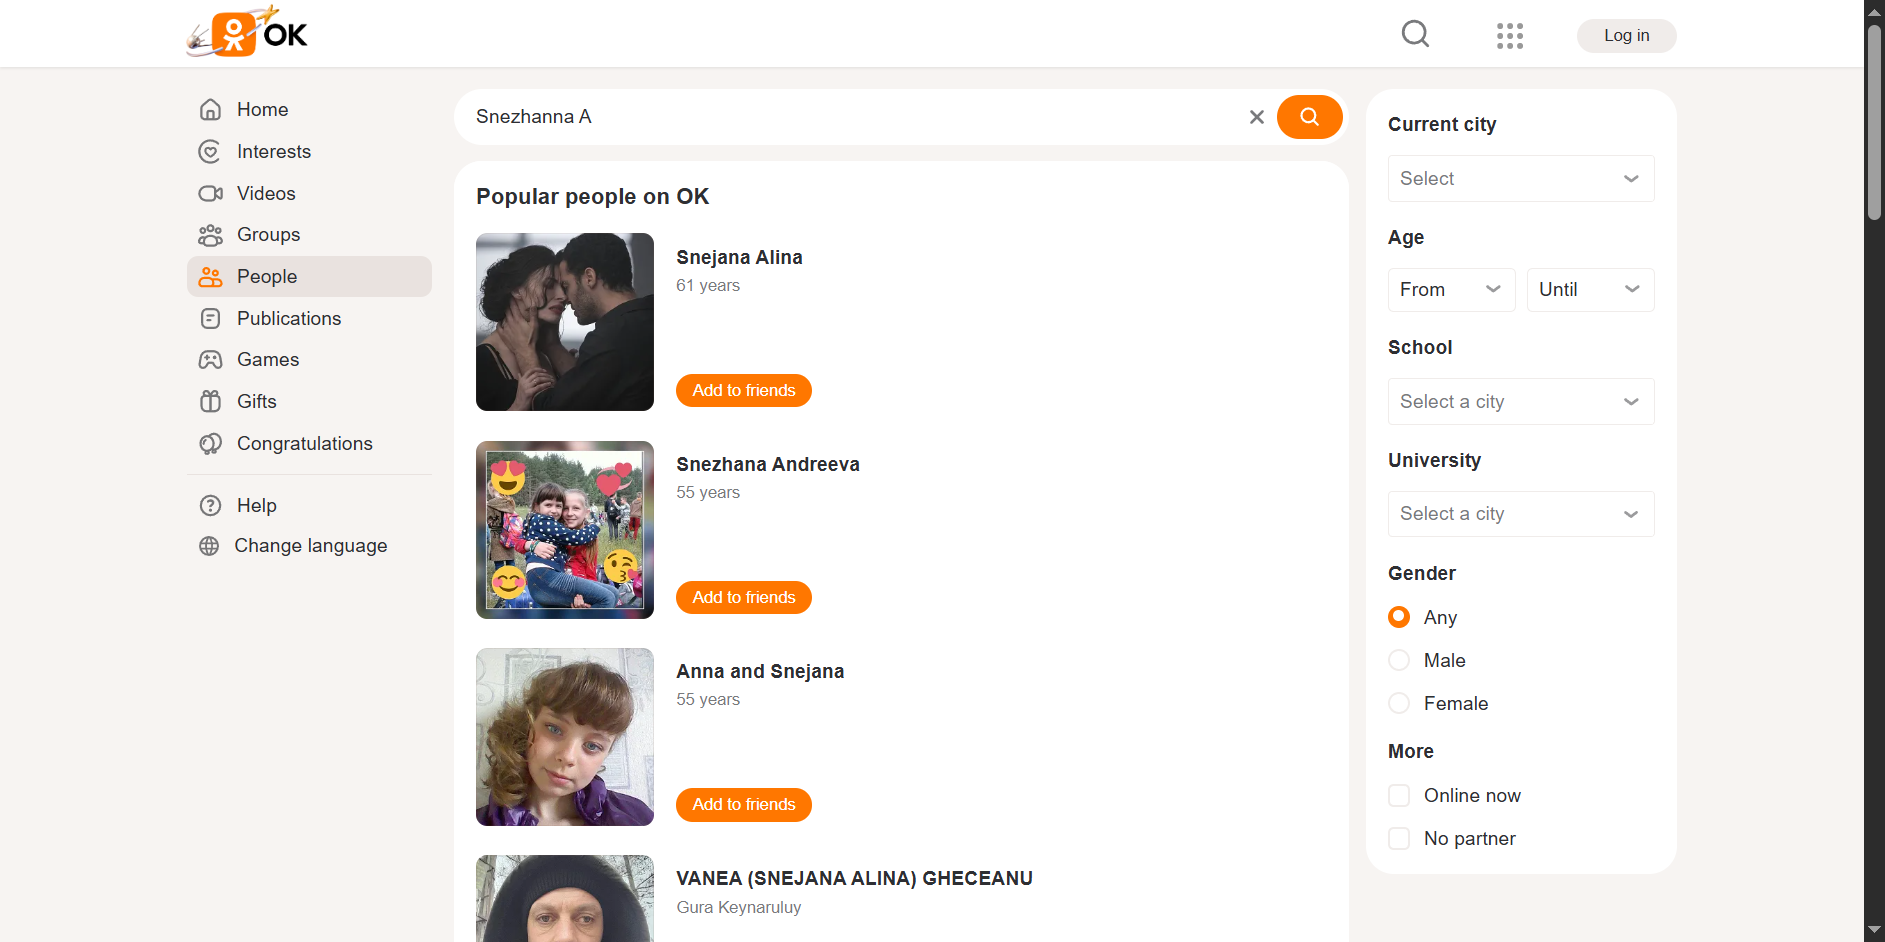 OK
Log in
Home
Interests
Videos
Groups
People
Publications
Games
Gifts
Congratulations
Help
Change language
Snezhanna A
Popular people on OK
Snejana Alina
61 years
Add to friends
Snezhana Andreeva
55 years
Add to friends
Anna and Snejana
55 years
Add to friends
VANEA (SNEJANA ALINA) GHECEANU
Gura Keynaruluy
Current city
Select
Age
From
Until
School
Select a city
University
Select a city
Gender
Any
Male
Female
More
Online now
No partner